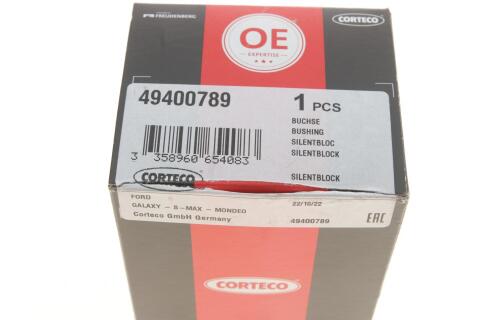 FREUDENBERG
OE
EXPERTISE
CORTECO
49400789
1 PCS
BUCHSE
BUSHING
SILENTBLOC
SILENTBLOCK
SILENTBLOCK
3 358960 654083
CORTECO
FORD
GALAXY - S-MAX - MONDEO
Corteco GmbH Germany
22/10/22
49400789
EAC
CORTECO